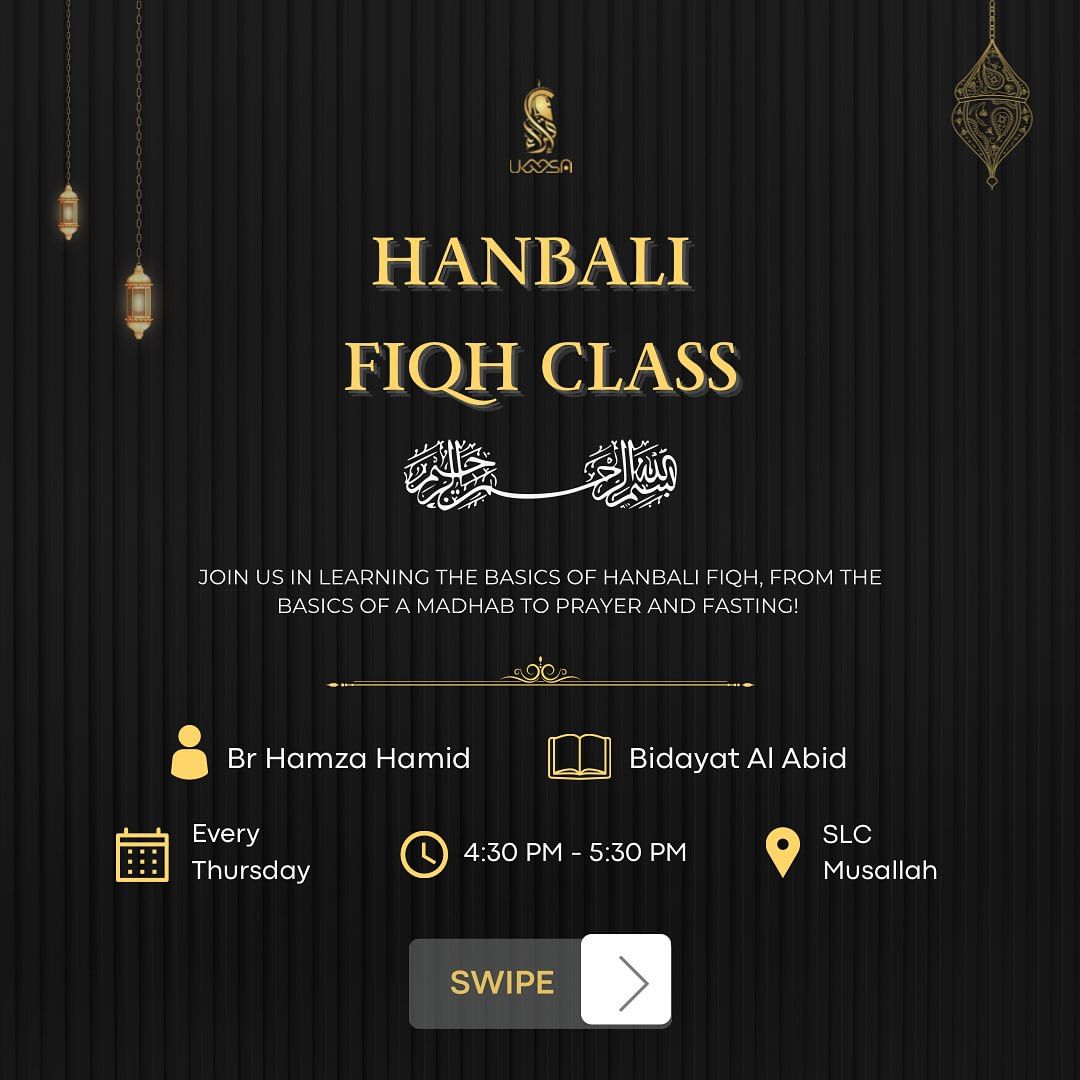 UKWSA
HANBALI
FIQH CLASS
بسم الله الرحمن الرحيم
JOIN US IN LEARNING THE BASICS OF HANBALI FIQH, FROM THE
BASICS OF A MADHAB TO PRAYER AND FASTING!
Br Hamza Hamid
Bidayat Al Abid
Every
Thursday
4:30 PM - 5:30 PM
SLC
Musallah
SWIPE